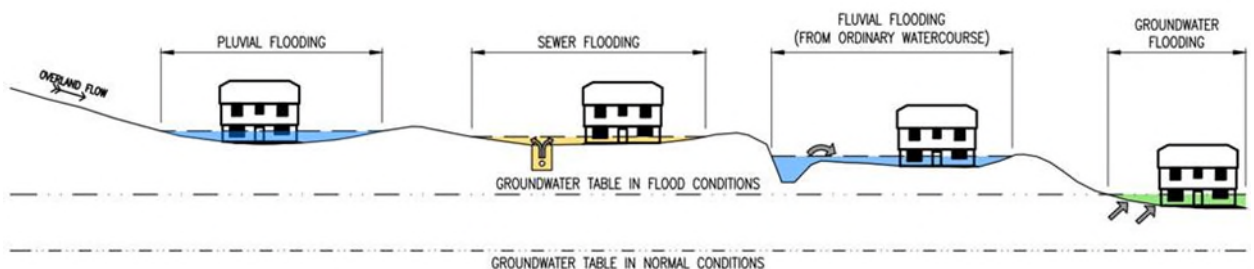 PLUVIAL FLOODING
SEWER FLOODING
FLUVIAL FLOODING
(FROM ORDINARY WATERCOURSE)
GROUNDWATER
FLOODING
OVERLAND FLOW
GROUNDWATER TABLE IN FLOOD CONDITIONS
GROUNDWATER TABLE IN NORMAL CONDITIONS